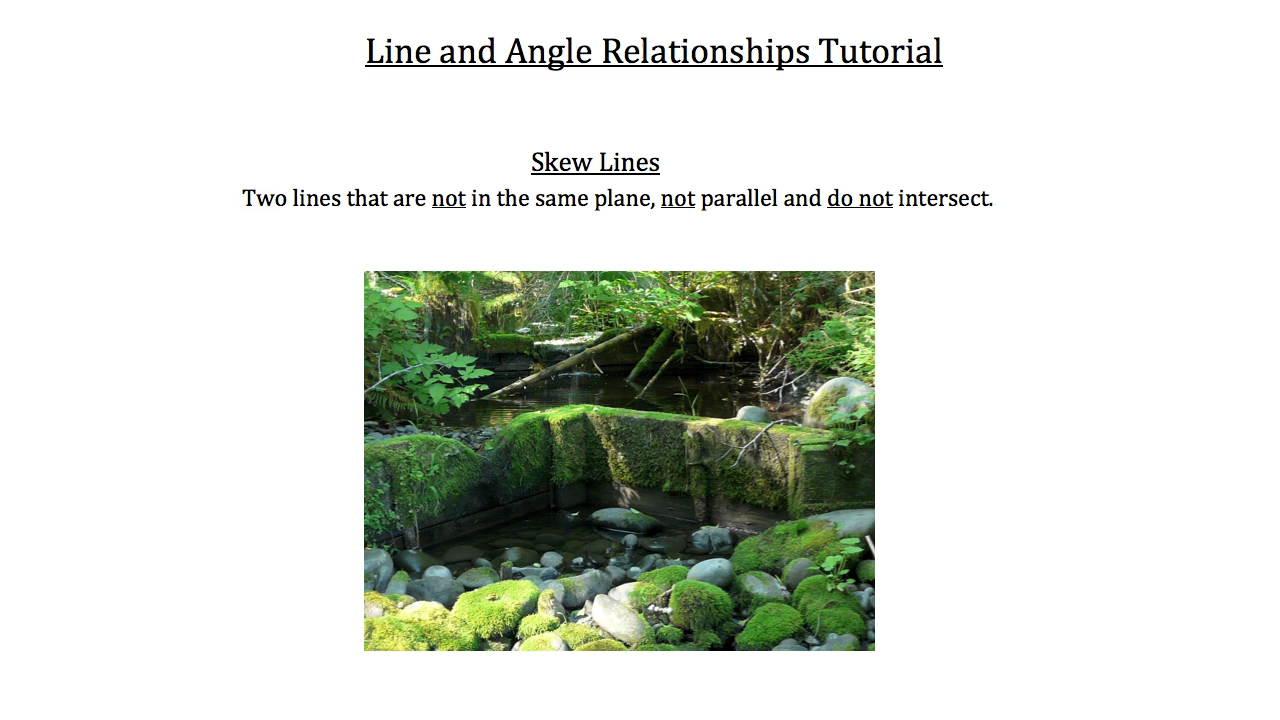 Line and Angle Relationships Tutorial
Skew Lines
Two lines that are not in the same plane, not parallel and do not intersect.